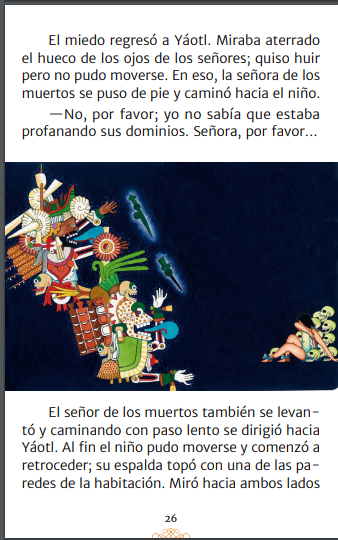 El miedo regresó a Yáotl. Miraba aterrado
el hueco de los ojos de los señores; quiso huir
pero no pudo moverse. En eso, la señora de los
muertos se puso de pie y caminó hacia el niño.
—No, por favor; yo no sabía que estaba
profanando sus dominios. Señora, por favor...
El señor de los muertos también se levan-
tó y caminando con paso lento se dirigió hacia
Yáotl. Al fin el niño pudo moverse y comenzó a
retroceder; su espalda topó con una de las pa-
redes de la habitación. Miró hacia ambos lados
26